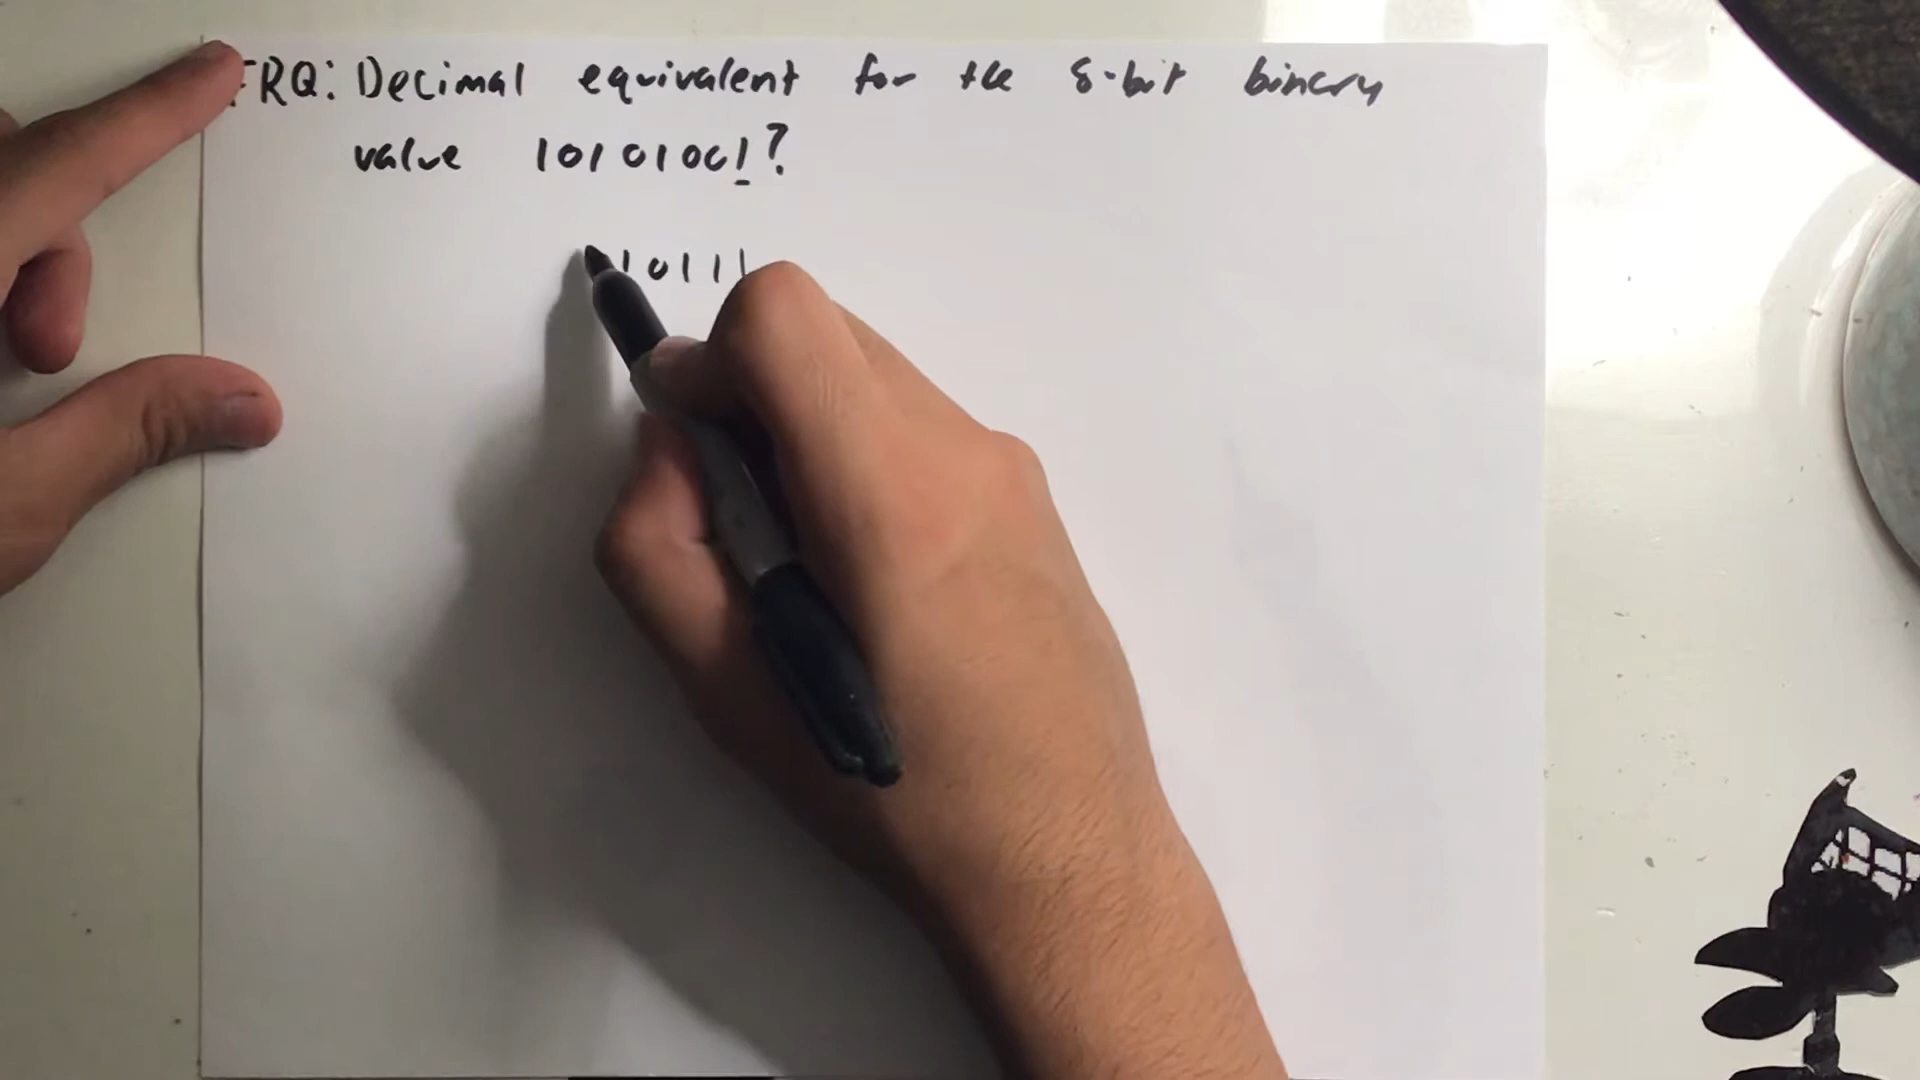 FRQ: Decimal equivalent for the 8-bit binary
value 10101001?
10111